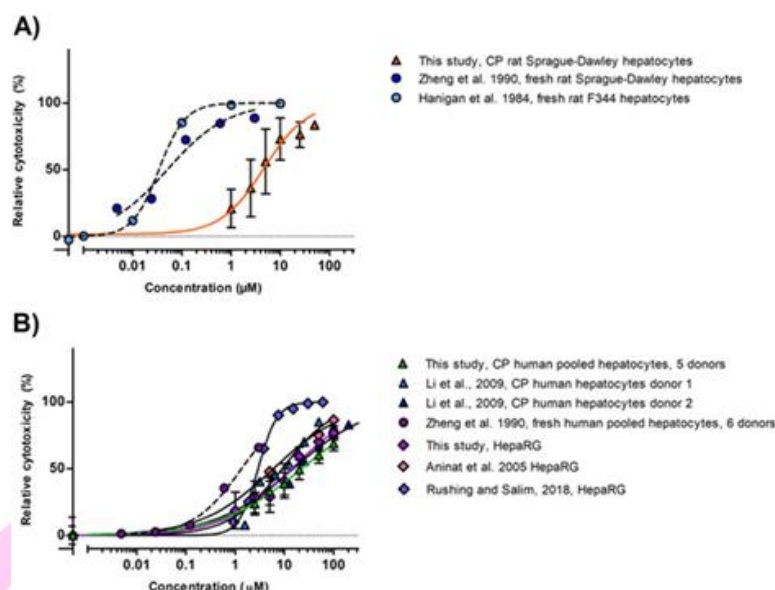 A)
Relative cytotoxicity (%)
100
50
0
0.01 0.1 1 10 100
Concentration (µM)
This study, CP rat Sprague-Dawley hepatocytes
Zheng et al. 1990, fresh rat Sprague-Dawley hepatocytes
Hanigan et al. 1984, fresh rat F344 hepatocytes
B)
Relative cytotoxicity (%)
100
50
0
0.01 0.1 1 10 100
Concentration (µM)
This study, CP human pooled hepatocytes, 5 donors
Li et al., 2009, CP human hepatocytes donor 1
Li et al., 2009, CP human hepatocytes donor 2
Zheng et al. 1990, fresh human pooled hepatocytes, 6 donors
This study, HepaRG
Aninat et al. 2005 HepaRG
Rushing and Salim, 2018, HepaRG